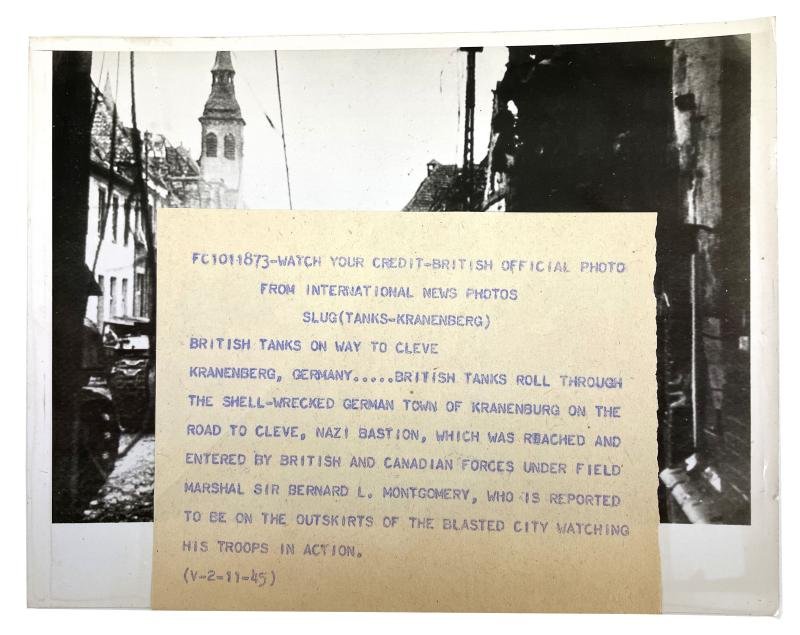 FC1011873-WATCH YOUR CREDIT-BRITISH OFFICIAL PHOTO
FROM INTERNATIONAL NEWS PHOTOS
SLUG(TANKS-KRANENBERG)
BRITISH TANKS ON WAY TO CLEVE
KRANENBERG, GERMANY.....BRITISH TANKS ROLL THROUGH
THE SHELL-WRECKED GERMAN TOWN OF KRANENBURG ON THE
ROAD TO CLEVE, NAZI BASTION, WHICH WAS REACHED AND
ENTERED BY BRITISH AND CANADIAN FORCES UNDER FIELD
MARSHAL SIR BERNARD L. MONTGOMERY, WHO IS REPORTED
TO BE ON THE OUTSKIRTS OF THE BLASTED CITY WATCHING
HIS TROOPS IN ACTION.
(V-2-11-45)